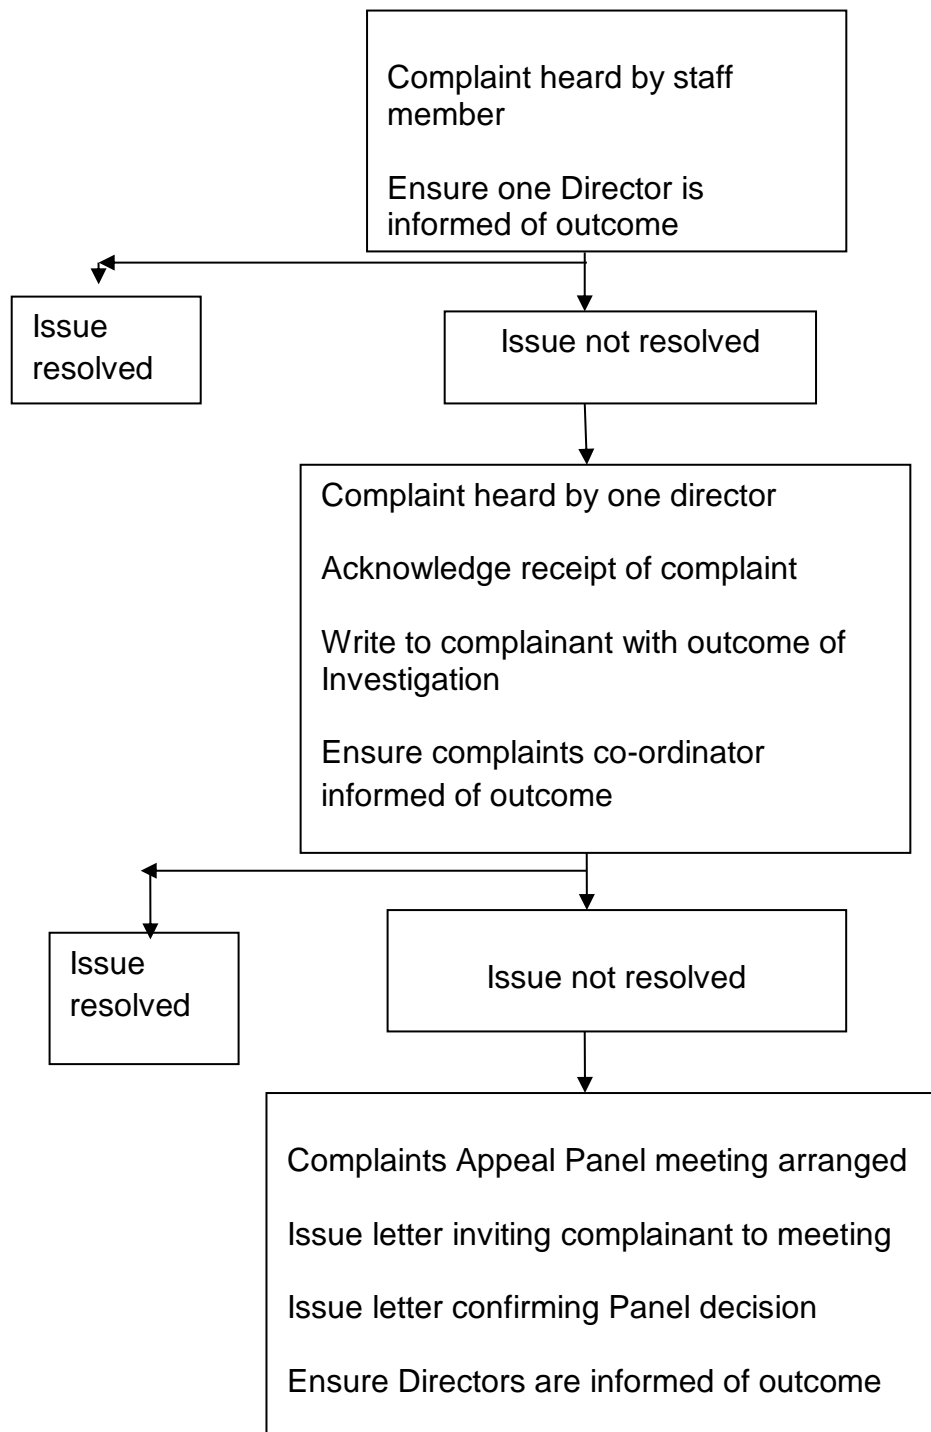 Complaint heard by staff
member
Ensure one Director is
informed of outcome
Issue
resolved
Issue not resolved
Complaint heard by one director
Acknowledge receipt of complaint
Write to complainant with outcome of
Investigation
Ensure complaints co-ordinator
informed of outcome
Issue
resolved
Issue not resolved
Complaints Appeal Panel meeting arranged
Issue letter inviting complainant to meeting
Issue letter confirming Panel decision
Ensure Directors are informed of outcome